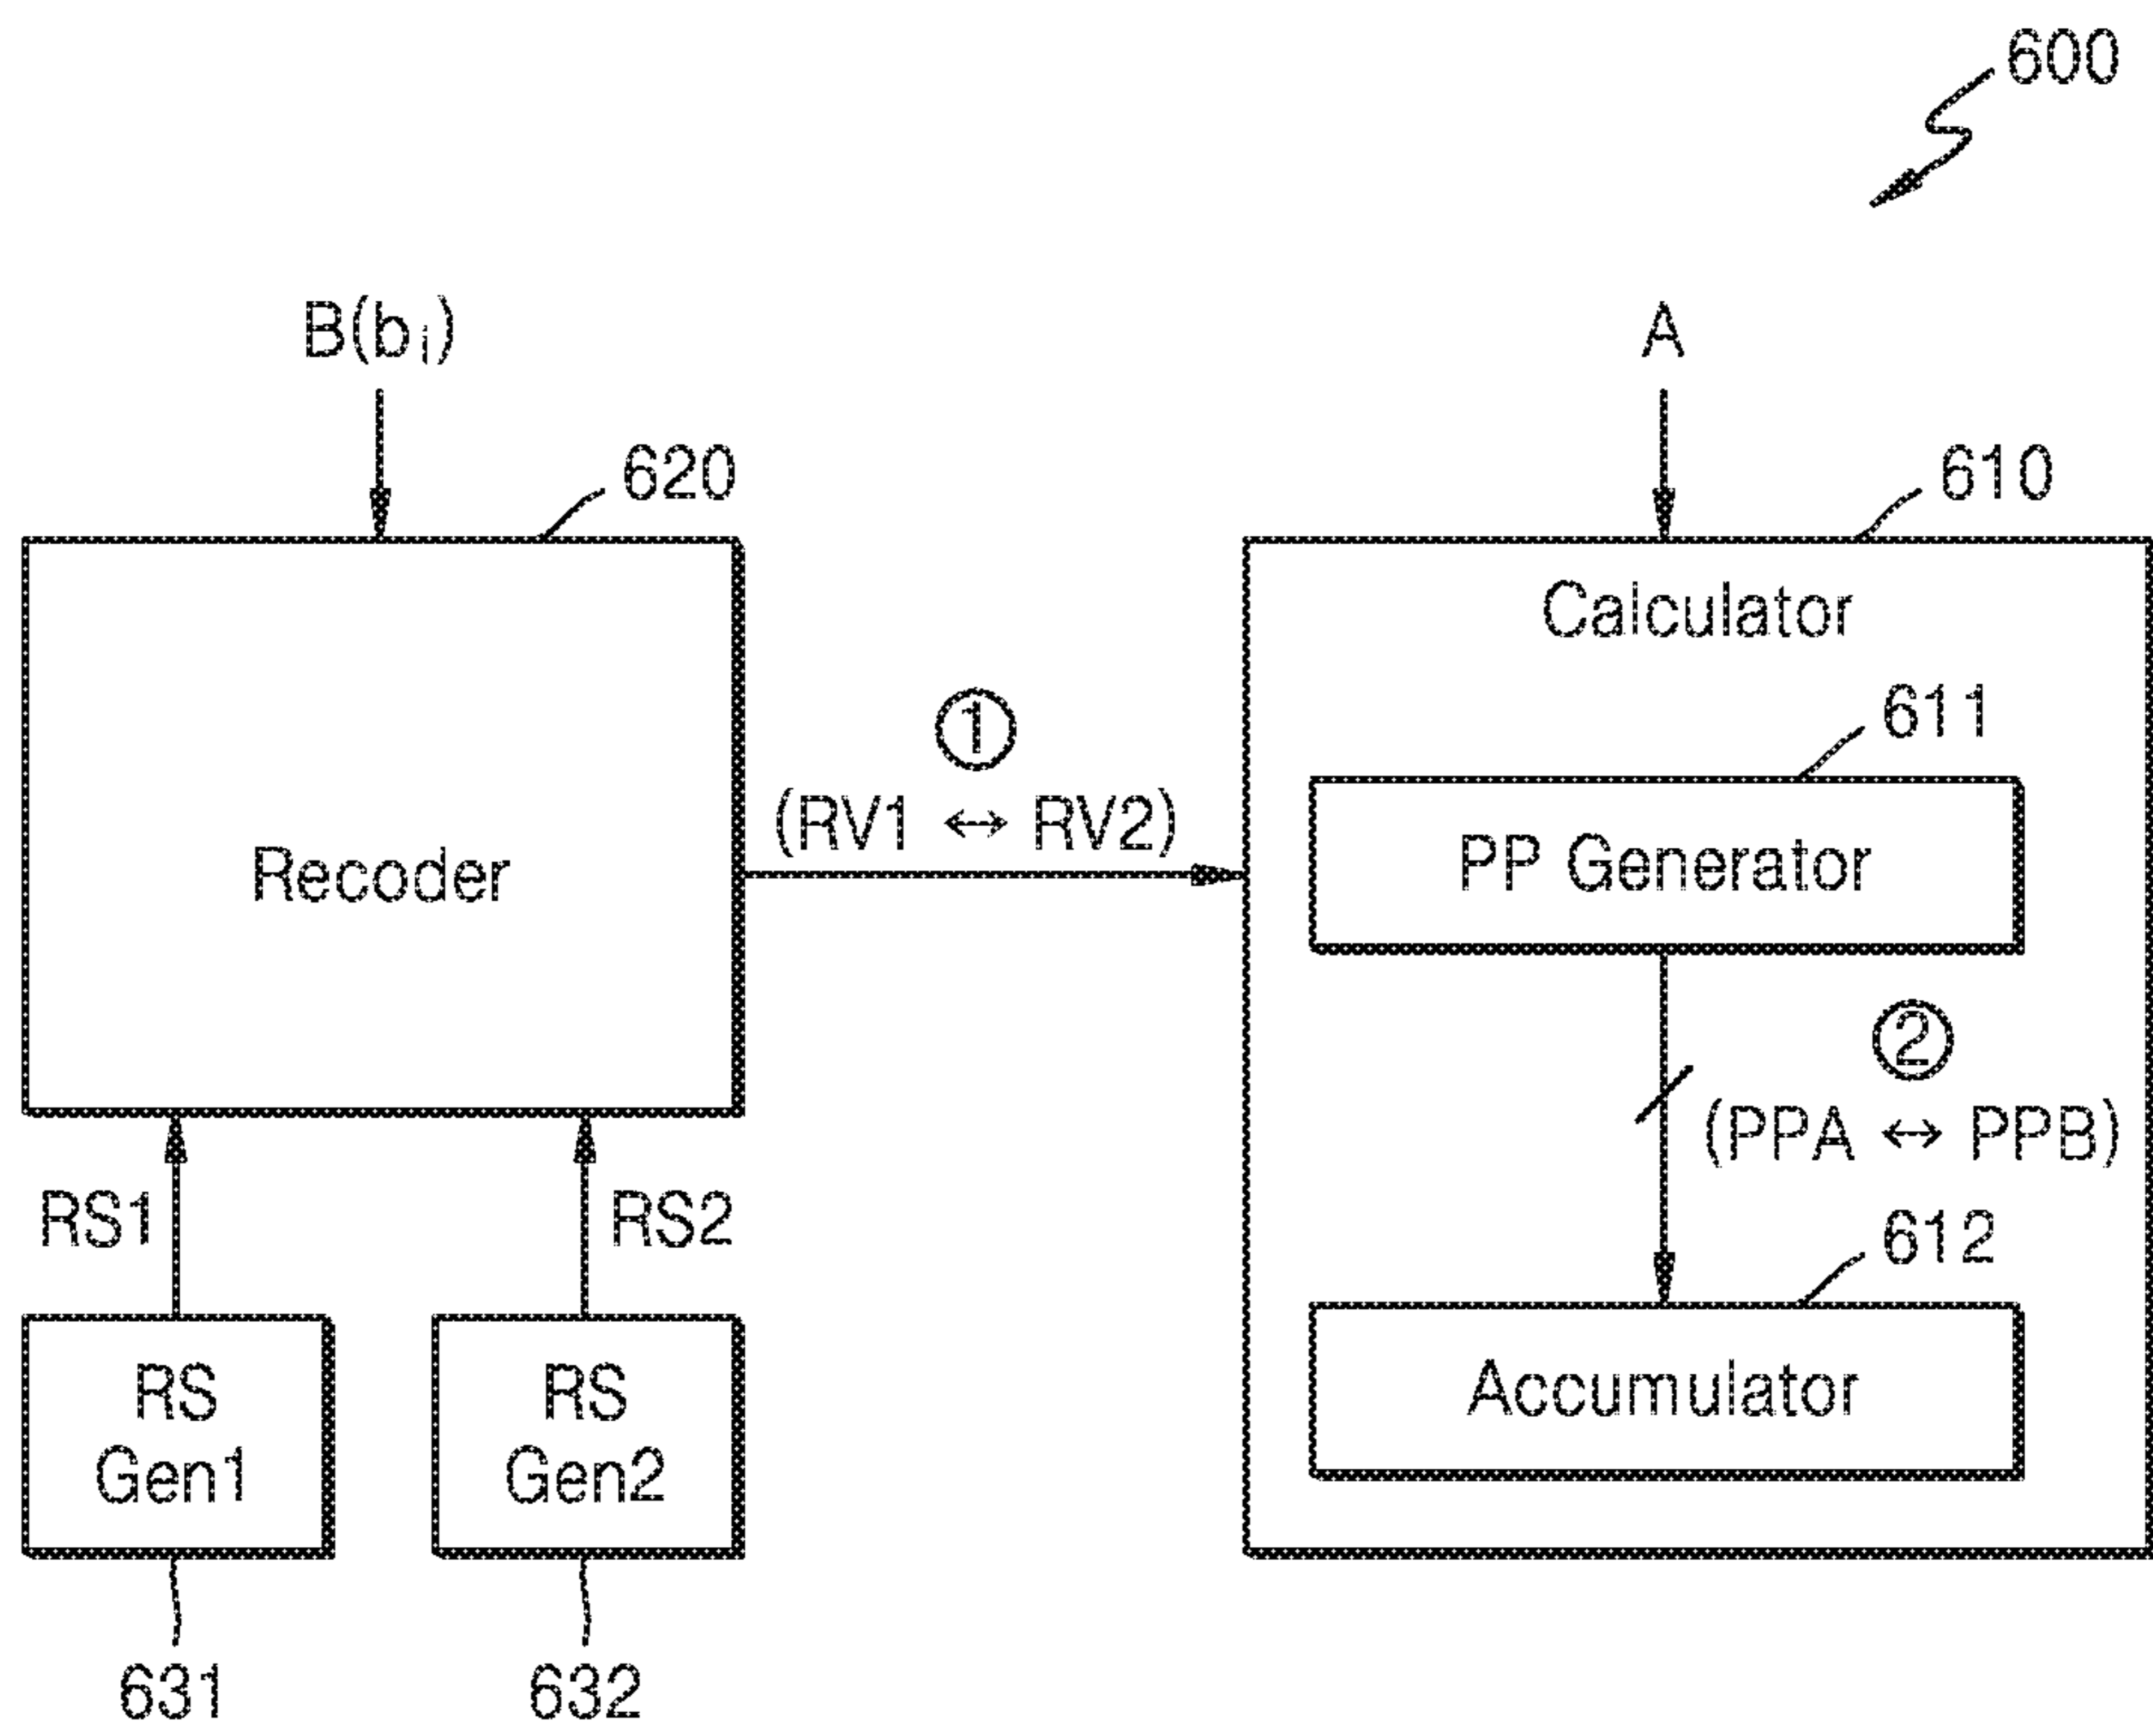 600
B(bi)
A
620
610
Calculator
①
611
(RV1 ↔ RV2)
Recoder
PP Generator
②
(PPA ↔ PPB)
RS1
RS2
612
RS
Gen1
RS
Gen2
Accumulator
631
632